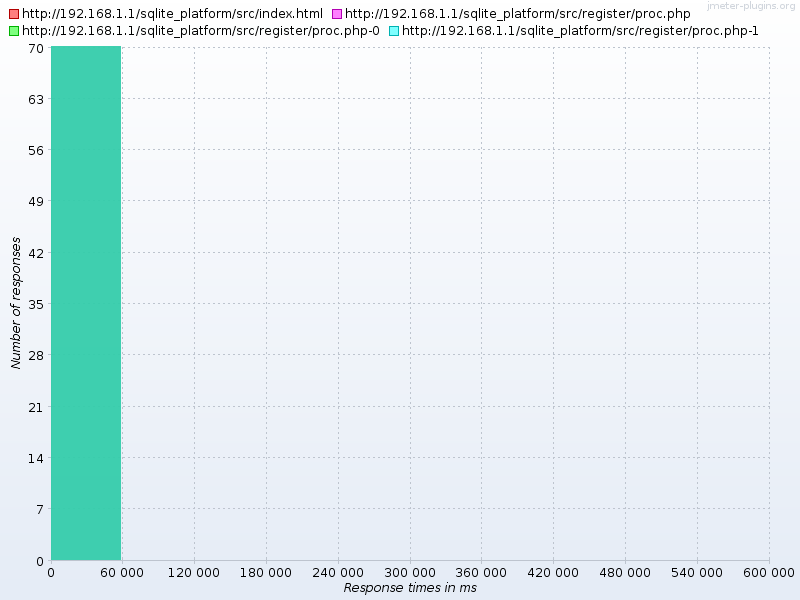 jmeter-plugins.org
http://192.168.1.1/sqlite_platform/src/index.html http://192.168.1.1/sqlite_platform/src/register/proc.php
http://192.168.1.1/sqlite_platform/src/register/proc.php-0 http://192.168.1.1/sqlite_platform/src/register/proc.php-1
70
63
56
49
42
35
28
21
14
7
0
Number of responses
0 60 000 120 000 180 000 240 000 300 000 360 000 420 000 480 000 540 000 600 000
Response times in ms